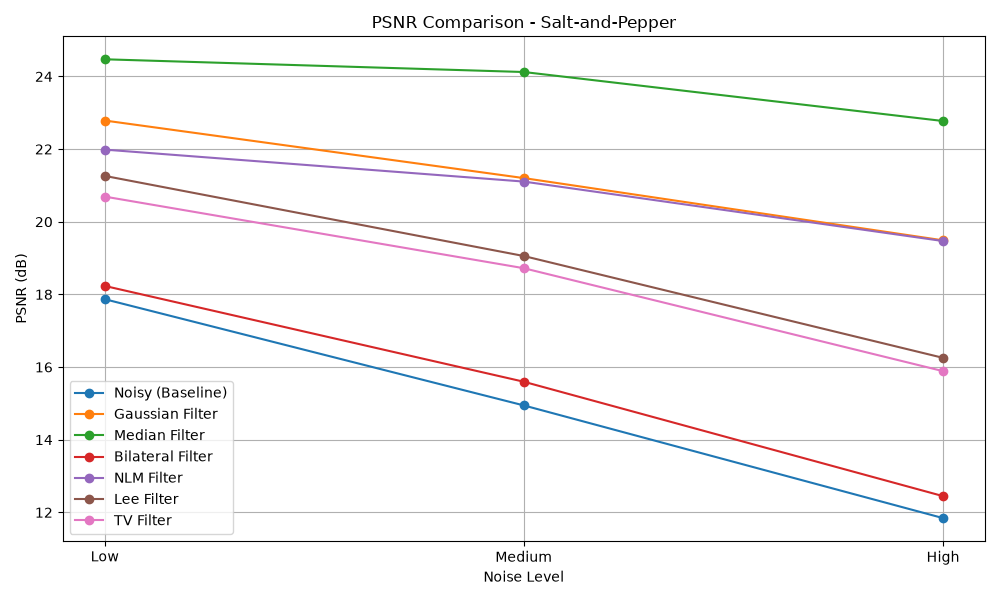 PSNR Comparison - Salt-and-Pepper
PSNR (dB)
24
22
20
18
16
14
12
Noisy (Baseline)
Gaussian Filter
Median Filter
Bilateral Filter
NLM Filter
Lee Filter
TV Filter
Low
Medium
High
Noise Level